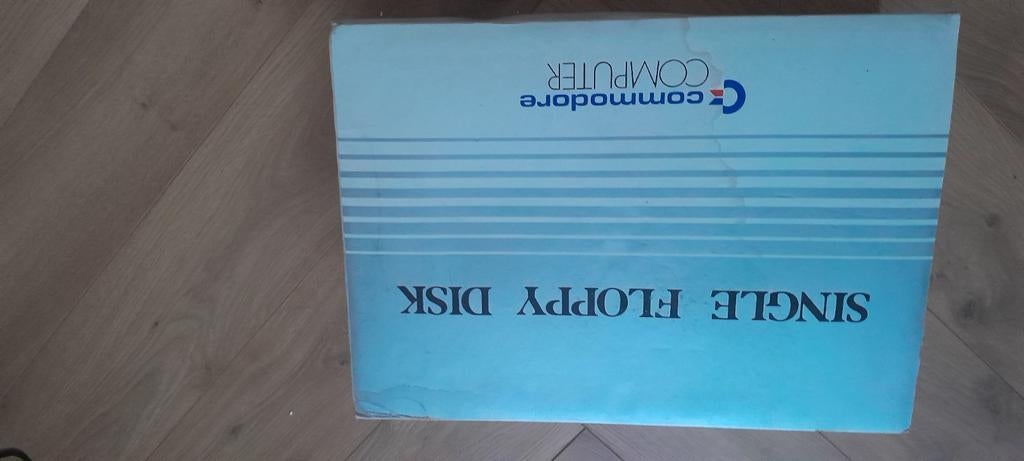 SINGLE FLOPPY DISK
commodore
COMPUTER